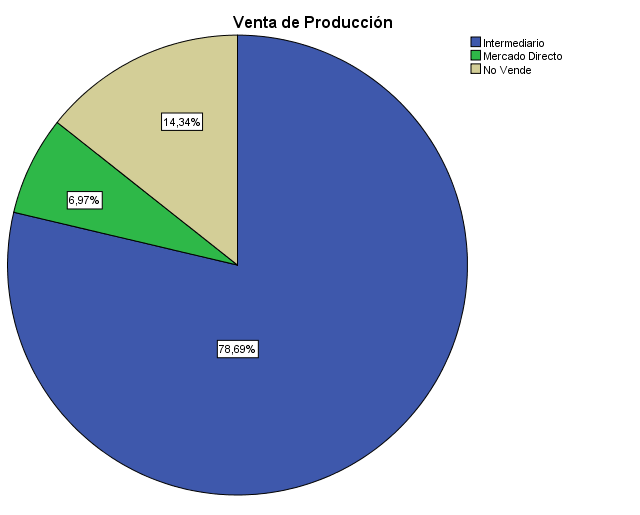 Venta de Producción
Intermediario
Mercado Directo
No Vende
14,34%
6,97%
78,69%